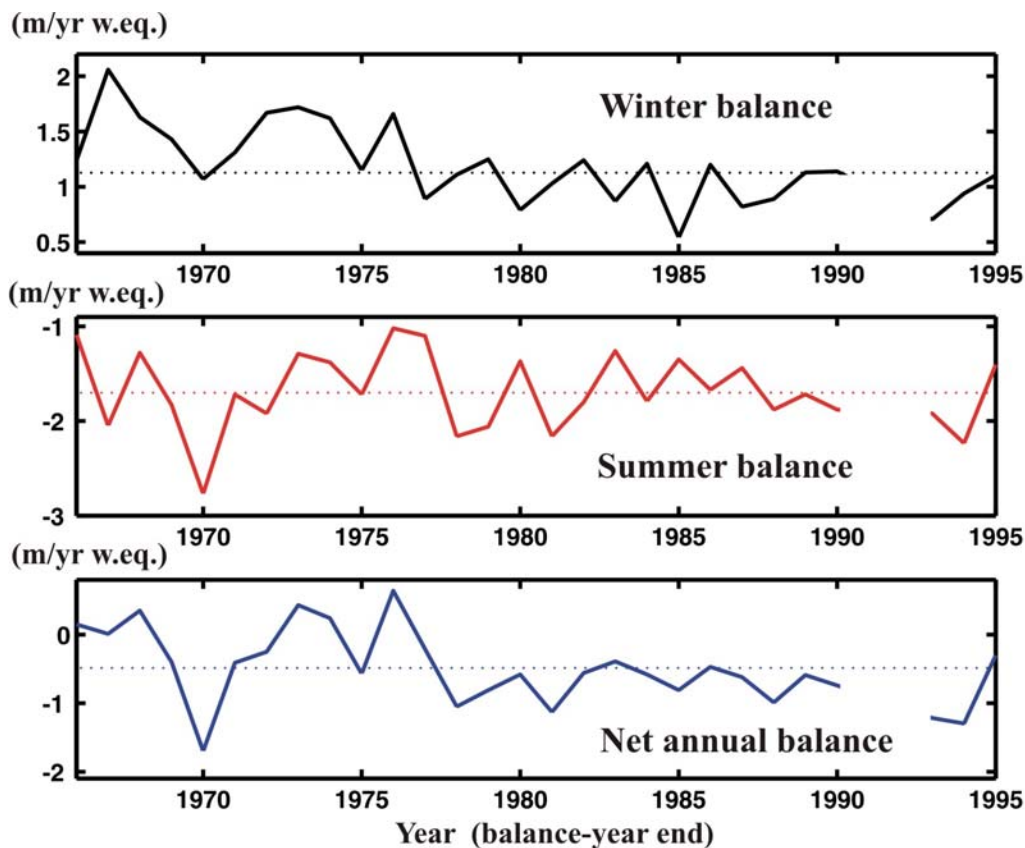 (m/yr w.eq.)
2
1.5
1
0.5
Winter balance
1970 1975 1980 1985 1990 1995
(m/yr w.eq.)
-1
-2
-3
Summer balance
1970 1975 1980 1985 1990 1995
(m/yr w.eq.)
0
-1
-2
Net annual balance
1970 1975 1980 1985 1990 1995
Year (balance-year end)